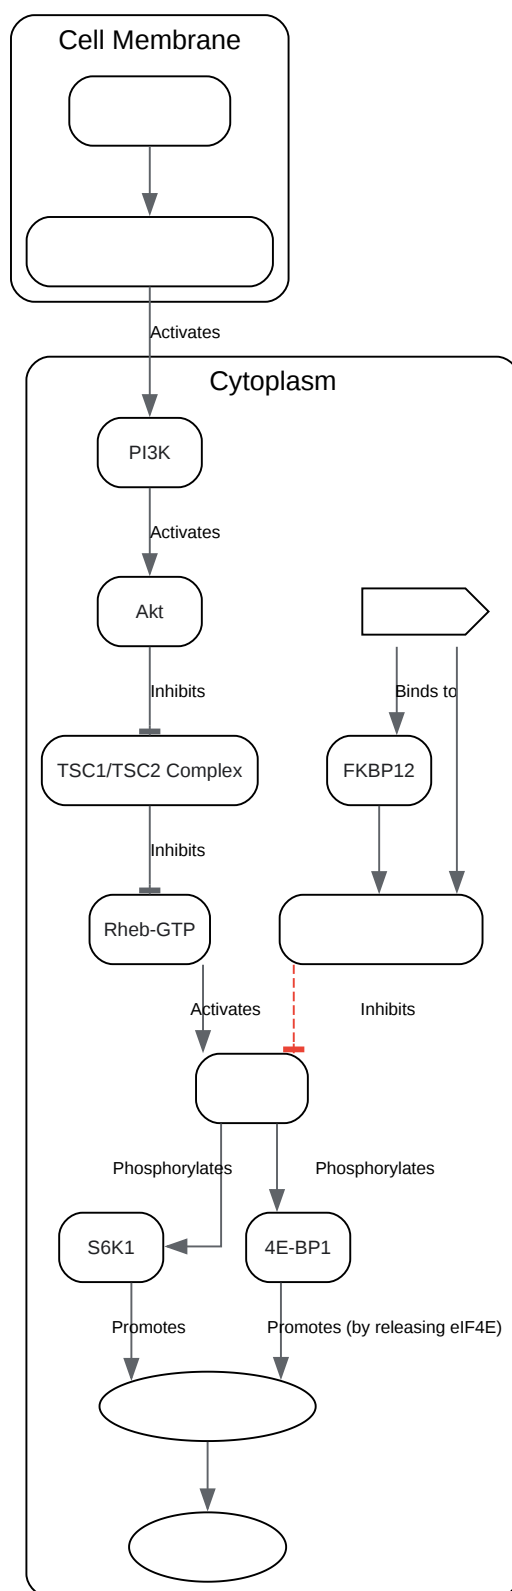 Cell Membrane
Activates
Cytoplasm
PI3K
Activates
Akt
Inhibits
Binds to
TSC1/TSC2 Complex
FKBP12
Inhibits
Rheb-GTP
Activates
Inhibits
Phosphorylates
Phosphorylates
S6K1
4E-BP1
Promotes
Promotes (by releasing eIF4E)